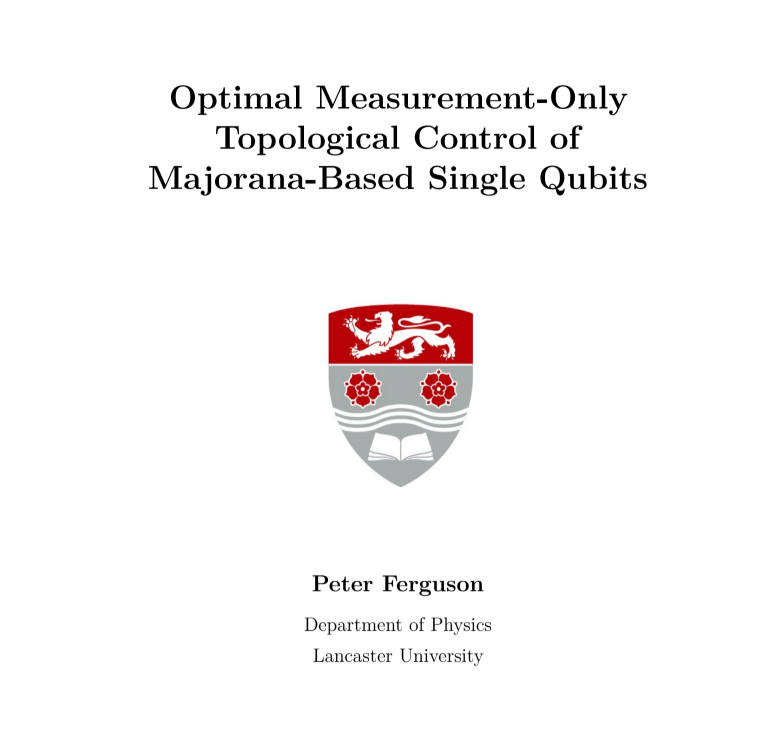 Optimal Measurement-Only
Topological Control of
Majorana-Based Single Qubits
Peter Ferguson
Department of Physics
Lancaster University